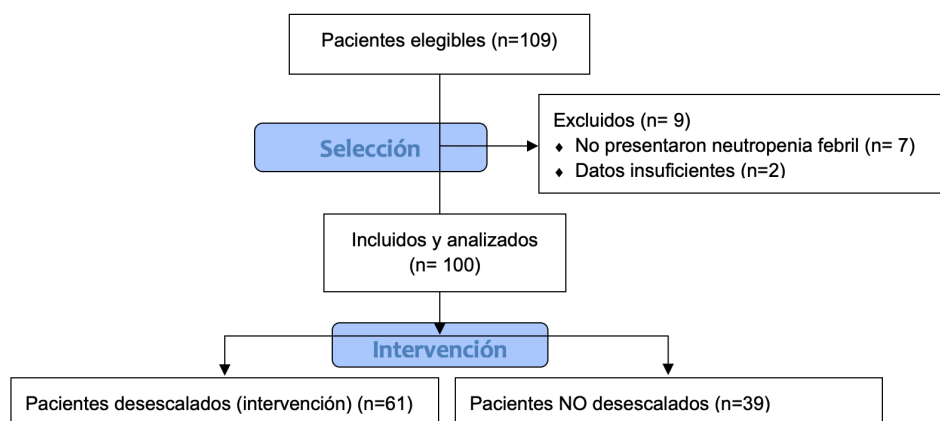 Pacientes elegibles (n=109)
Selección
Excluidos (n= 9)
♦ No presentaron neutropenia febril (n= 7)
♦ Datos insuficientes (n=2)
Incluidos y analizados
(n= 100)
Intervención
Pacientes desescalados (intervención) (n=61)
Pacientes NO desescalados (n=39)